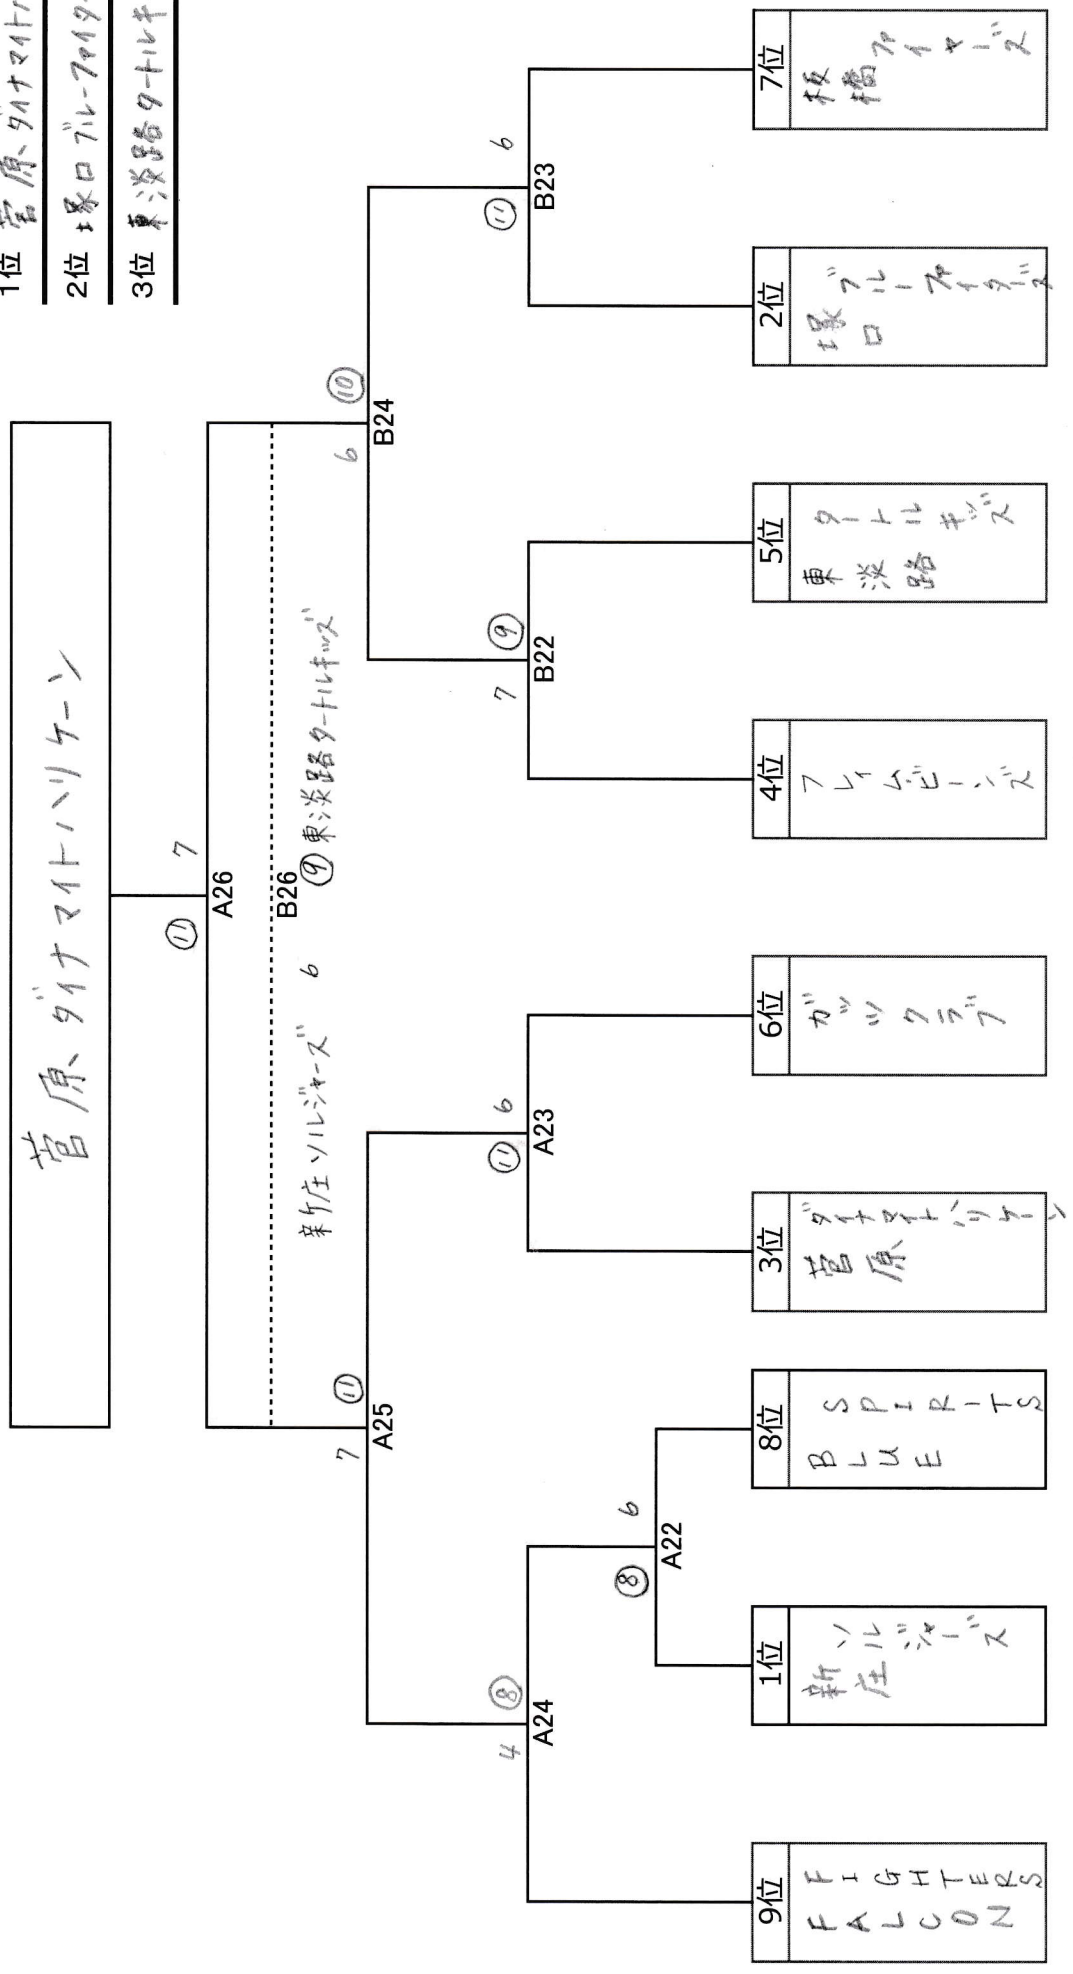 1位 菅原ダイナマイトハ
2位 塚口ブルーファイター
3位 東淡路タートルキ
菅原ダイナマイトハリケーン
⑪ 7
A26
B26
新庄ソルジャーズ 6 ⑨ 東淡路タートルキッズ
7 ⑪
A25
6 ⑩
B24
4 ⑧
A24
⑪ 6
A23
7 ⑨
B22
⑪ 6
B23
⑧ 6
A22
9位
FALCON
FIGHTERS
1位
新庄
ソルジャーズ
8位
BLUE
SPIRITS
3位
菅原
ダイナマイトハリケーン
6位
ガッツクラブ
4位
フレイムビーンズ
5位
東淡路
タートルキッズ
2位
塚口
ブルーファイターズ
7位
板橋
ファイヤーズ